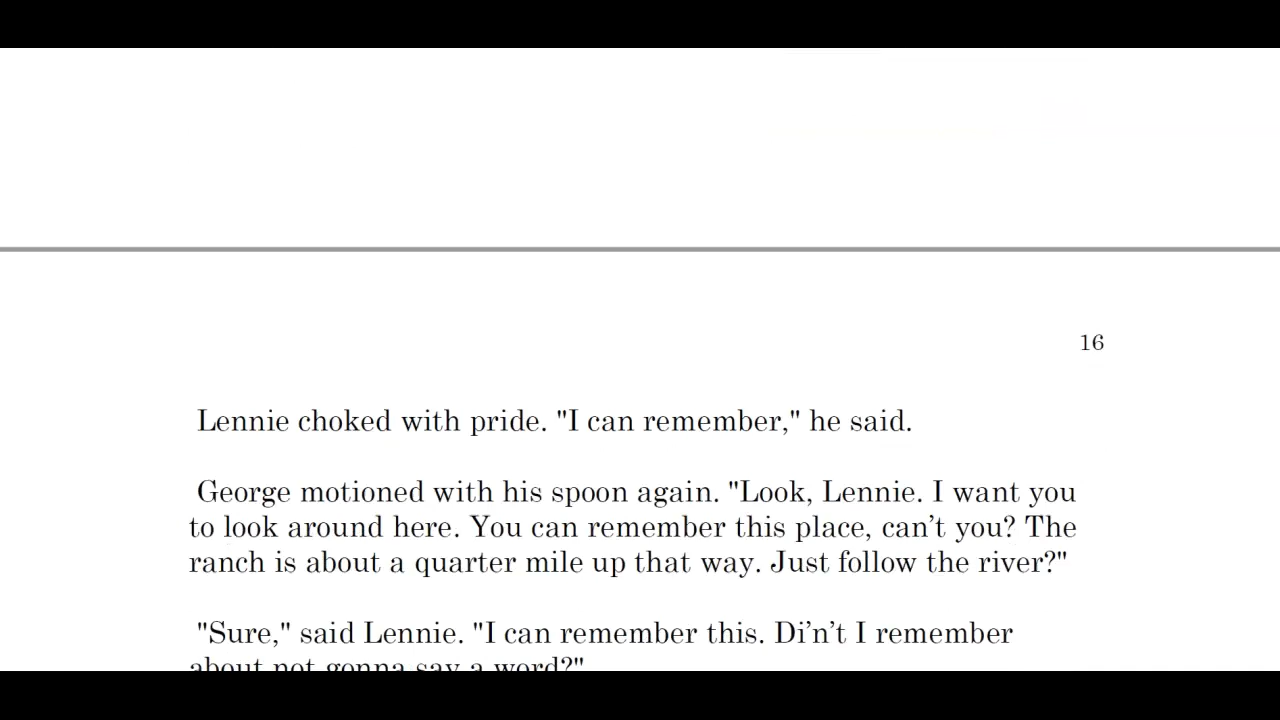 16
Lennie choked with pride. "I can remember," he said.
George motioned with his spoon again. "Look, Lennie. I want you
to look around here. You can remember this place, can't you? The
ranch is about a quarter mile up that way. Just follow the river?"
"Sure," said Lennie. "I can remember this. Di'n't I remember
about not gonna say a word?"